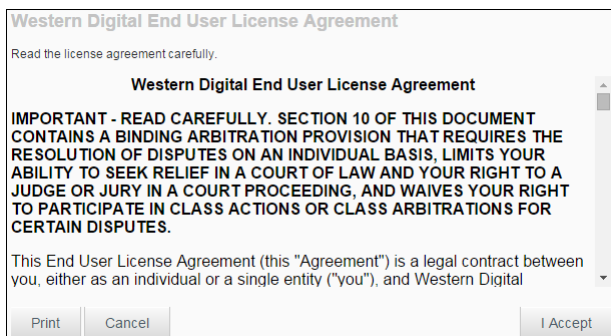 Western Digital End User License Agreement
Read the license agreement carefully.
Western Digital End User License Agreement
IMPORTANT - READ CAREFULLY. SECTION 10 OF THIS DOCUMENT
CONTAINS A BINDING ARBITRATION PROVISION THAT REQUIRES THE
RESOLUTION OF DISPUTES ON AN INDIVIDUAL BASIS, LIMITS YOUR
ABILITY TO SEEK RELIEF IN A COURT OF LAW AND YOUR RIGHT TO A
JUDGE OR JURY IN A COURT PROCEEDING, AND WAIVES YOUR RIGHT
TO PARTICIPATE IN CLASS ACTIONS OR CLASS ARBITRATIONS FOR
CERTAIN DISPUTES.
This End User License Agreement (this "Agreement") is a legal contract between
you, either as an individual or a single entity ("you"), and Western Digital
Print Cancel I Accept